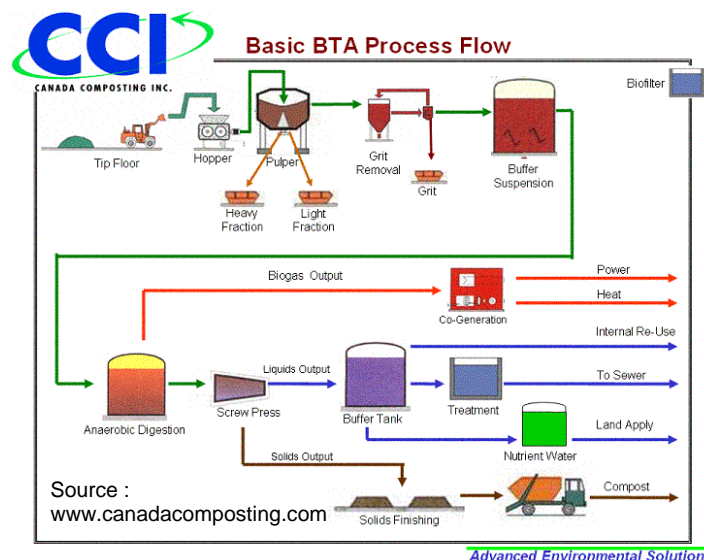 CCI
CANADA COMPOSTING INC.
Basic BTA Process Flow
Biofilter
Tip Floor
Hopper
Pulper
Grit
Removal
Grit
Buffer
Suspension
Heavy
Fraction
Light
Fraction
Biogas Output
Co-Generation
Power
Heat
Internal Re-Use
Liquids Output
To Sewer
Anaerobic Digestion
Screw Press
Buffer Tank
Treatment
Land Apply
Nutrient Water
Solids Output
Compost
Solids Finishing
Source :
www.canadacomposting.com
Advanced Environmental Solution